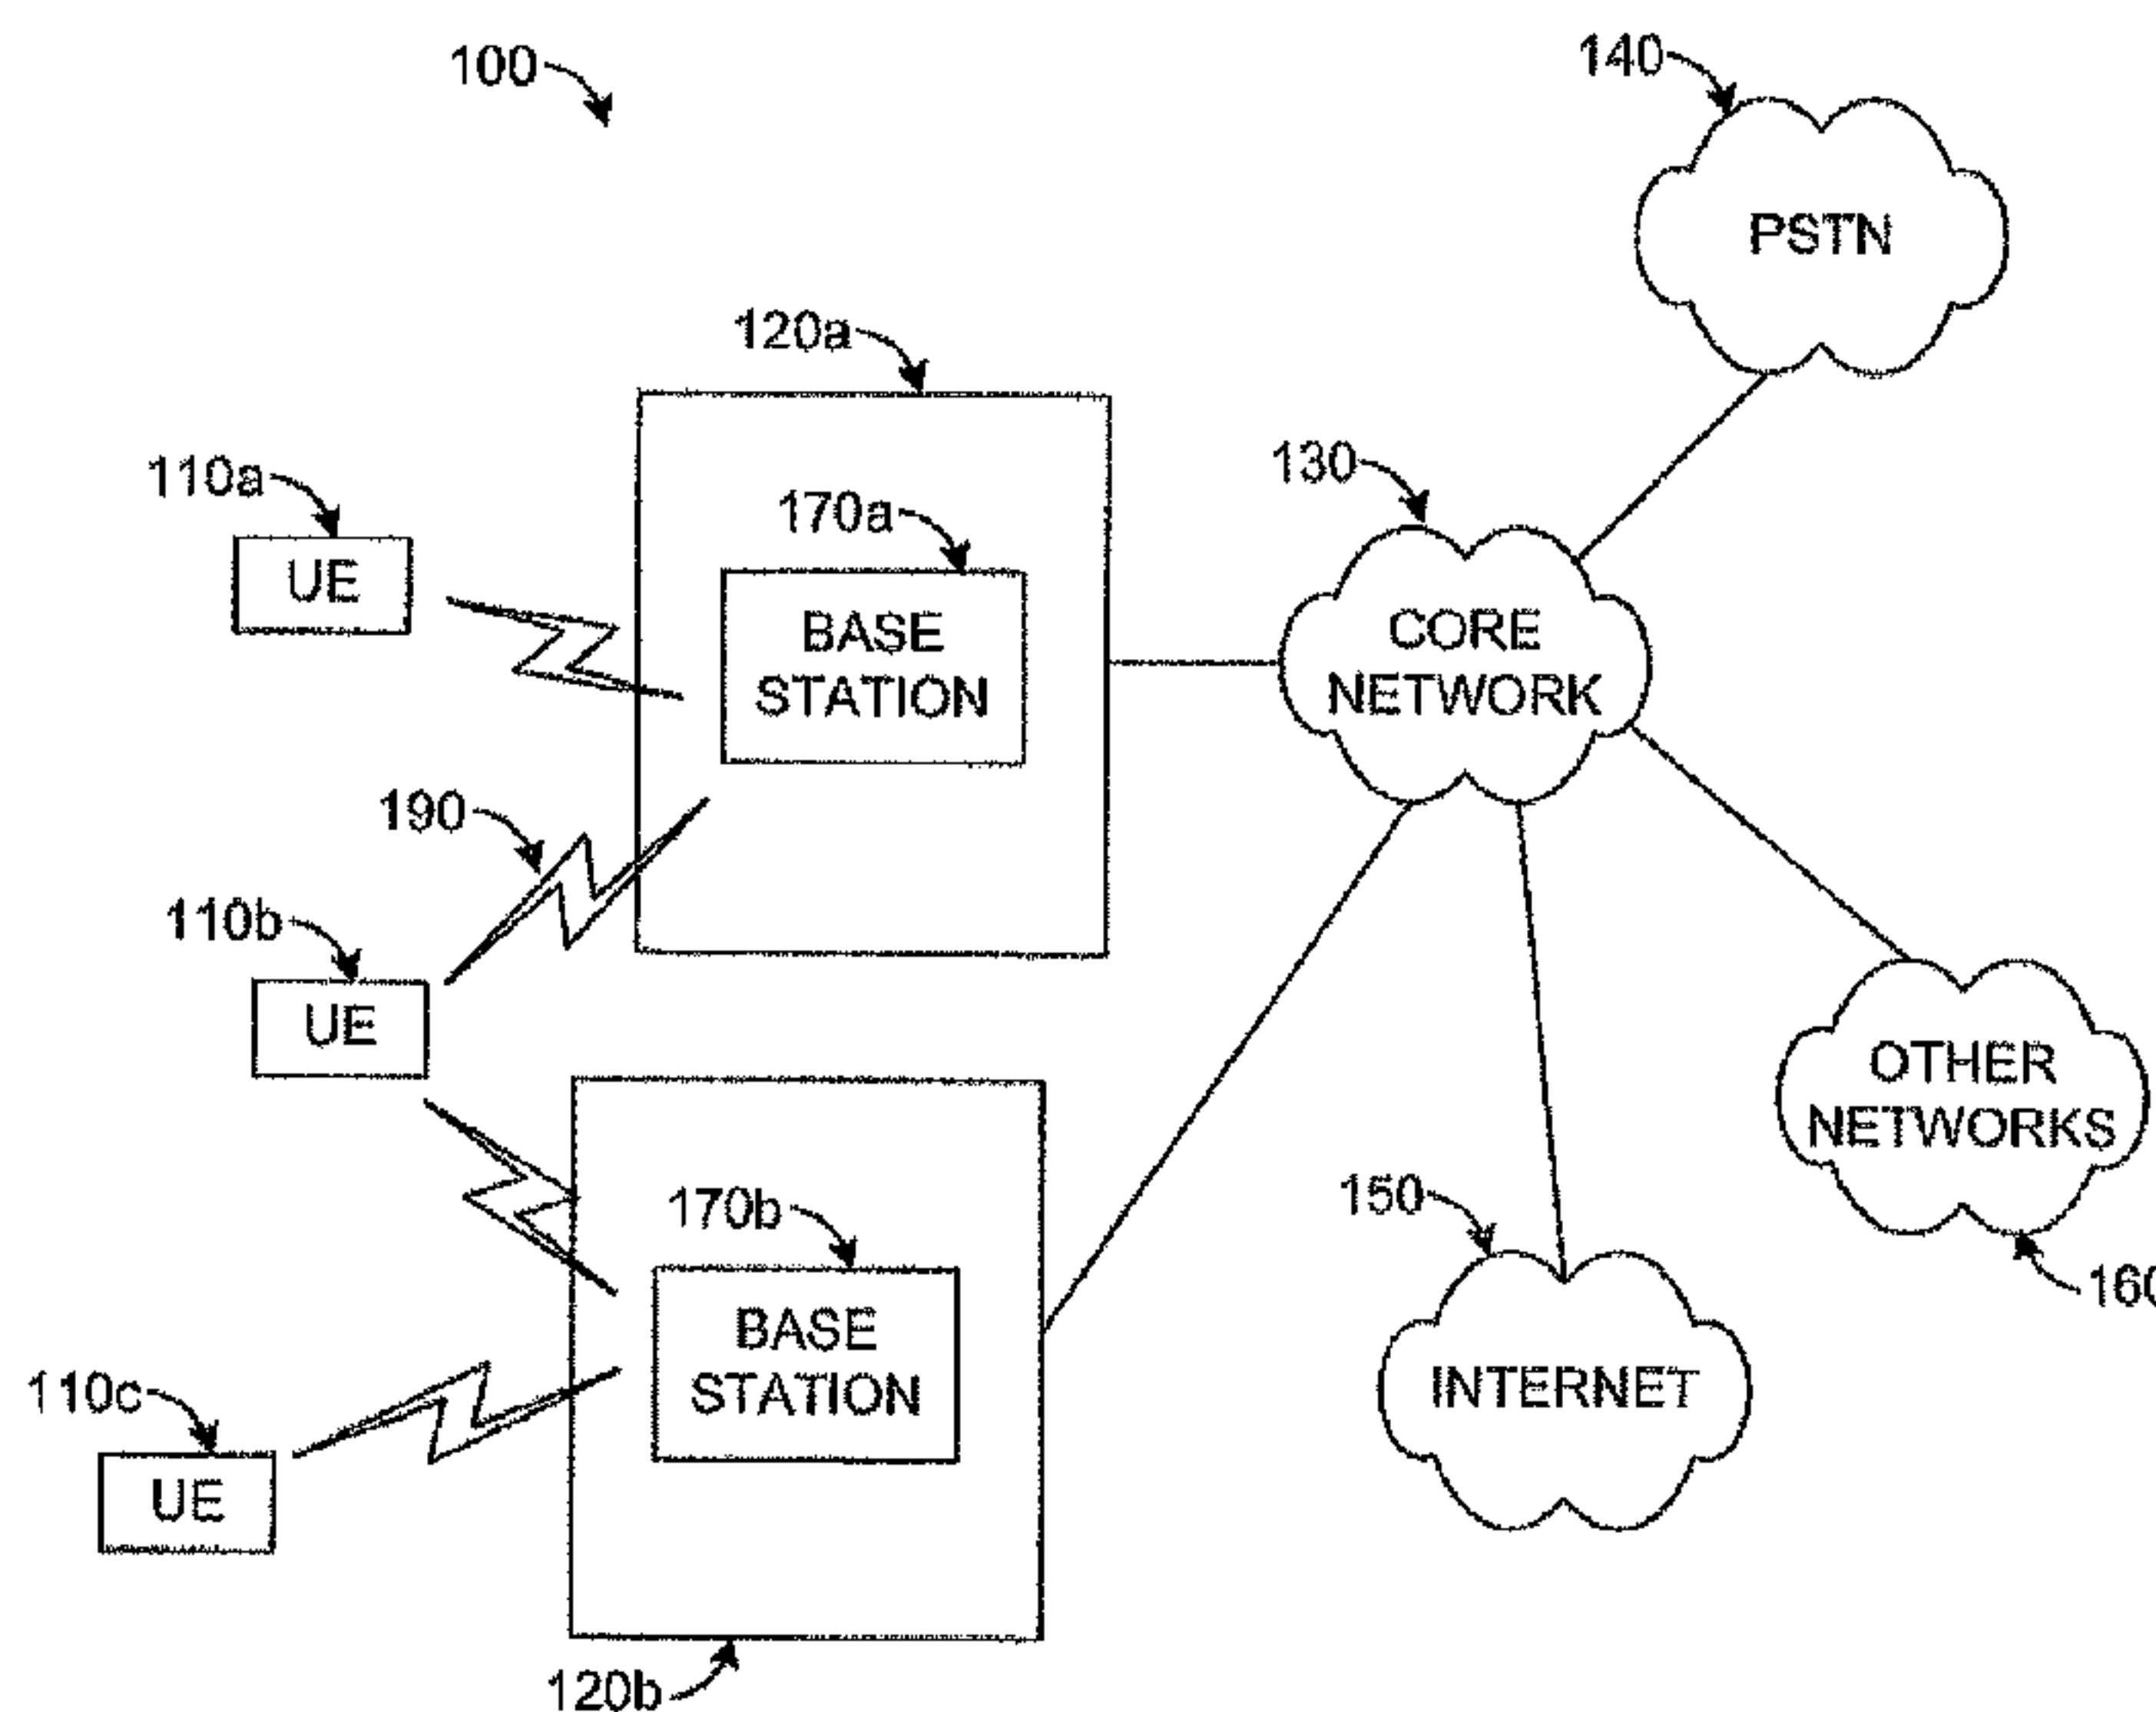 100
140
PSTN
120a
130
110a
170a
UE
BASE
STATION
CORE
NETWORK
190
110b
UE
OTHER
NETWORKS
170b
150
160
BASE
STATION
INTERNET
110c
UE
120b